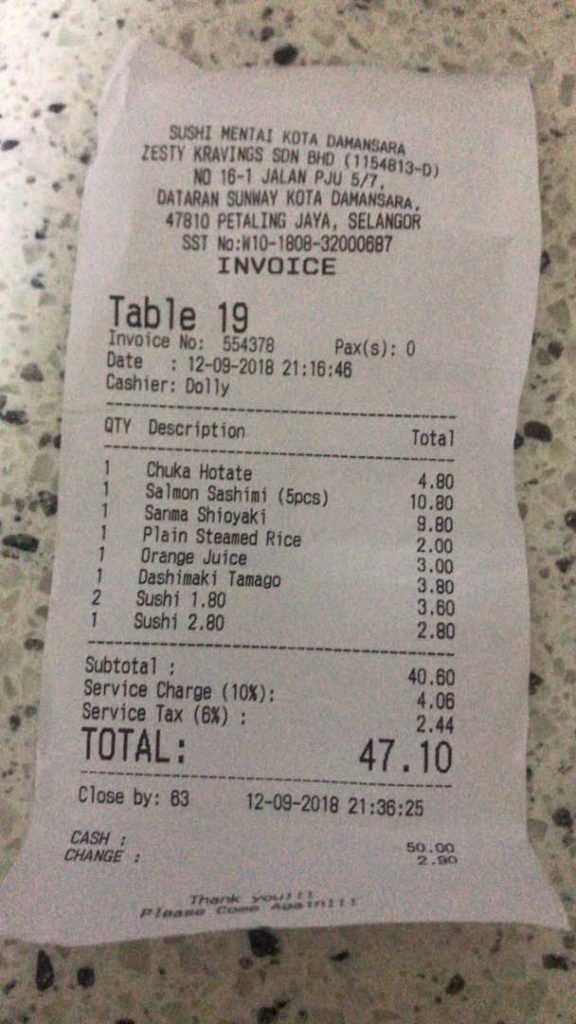 SUSHI MENTAI KOTA DAMANSARA
ZESTY KRAVINGS SDN BHD (1154813-D)
NO 16-1 JALAN PJU 5/7,
DATARAN SUNWAY KOTA DAMANSARA,
47810 PETALING JAYA, SELANGOR
SST No:W10-1808-32000687
INVOICE
Table 19
Invoice No: 554378 Pax(s): 0
Date : 12-09-2018 21:16:46
Cashier: Dolly
QTY Description Total
1 Chuka Hotate 4.80
1 Salmon Sashimi (5pcs) 10.80
1 Sanma Shioyaki 9.80
1 Plain Steamed Rice 2.00
1 Orange Juice 3.00
1 Dashimaki Tamago 3.80
2 Sushi 1.80 3.60
1 Sushi 2.80 2.80
Subtotal : 40.60
Service Charge (10%): 4.06
Service Tax (6%) : 2.44
TOTAL: 47.10
Close by: 63 12-09-2018 21:36:25
CASH : 50.00
CHANGE : 2.90
Thank you!!!
Please Come Again!!!